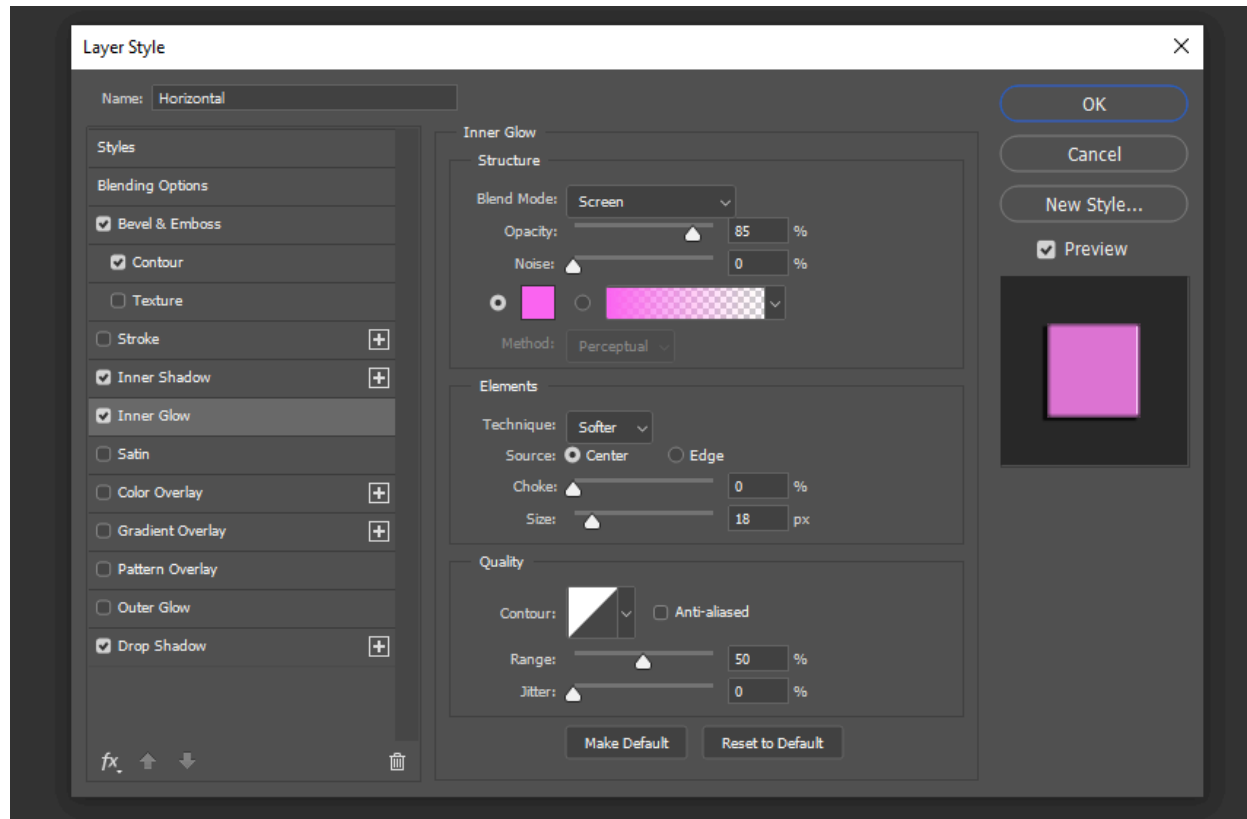 Layer Style
Name: Horizontal
Styles
Blending Options
Bevel & Emboss
Contour
Texture
Stroke
Inner Shadow
Inner Glow
Satin
Color Overlay
Gradient Overlay
Pattern Overlay
Outer Glow
Drop Shadow
fx
Inner Glow
Structure
Blend Mode: Screen
Opacity: 85 %
Noise: 0 %
Method: Perceptual
Elements
Technique: Softer
Source: Center Edge
Choke: 0 %
Size: 18 px
Quality
Contour: Anti-aliased
Range: 50 %
Jitter: 0 %
Make Default Reset to Default
OK
Cancel
New Style...
Preview